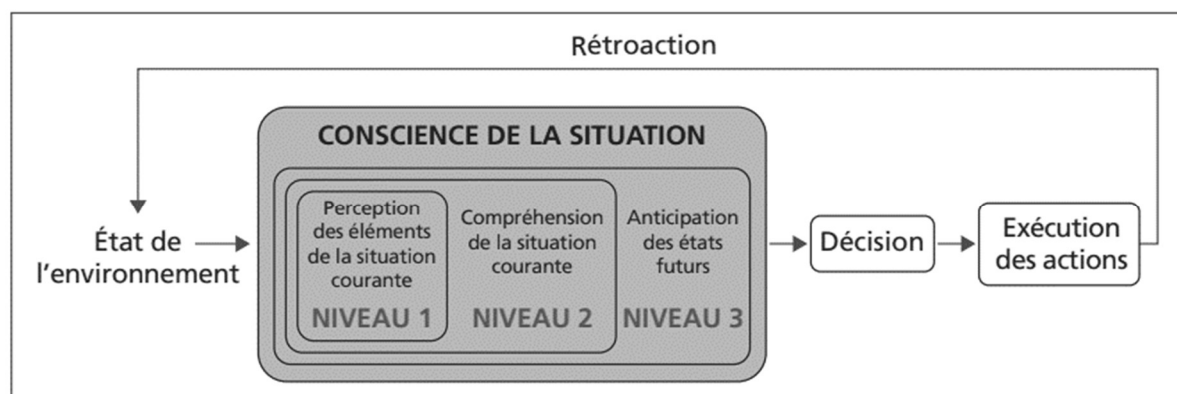 Rétroaction
CONSCIENCE DE LA SITUATION
État de
l'environnement
Perception
des éléments
de la situation
courante
NIVEAU 1
Compréhension
de la situation
courante
NIVEAU 2
Anticipation
des états
futurs
NIVEAU 3
Décision
Exécution
des actions